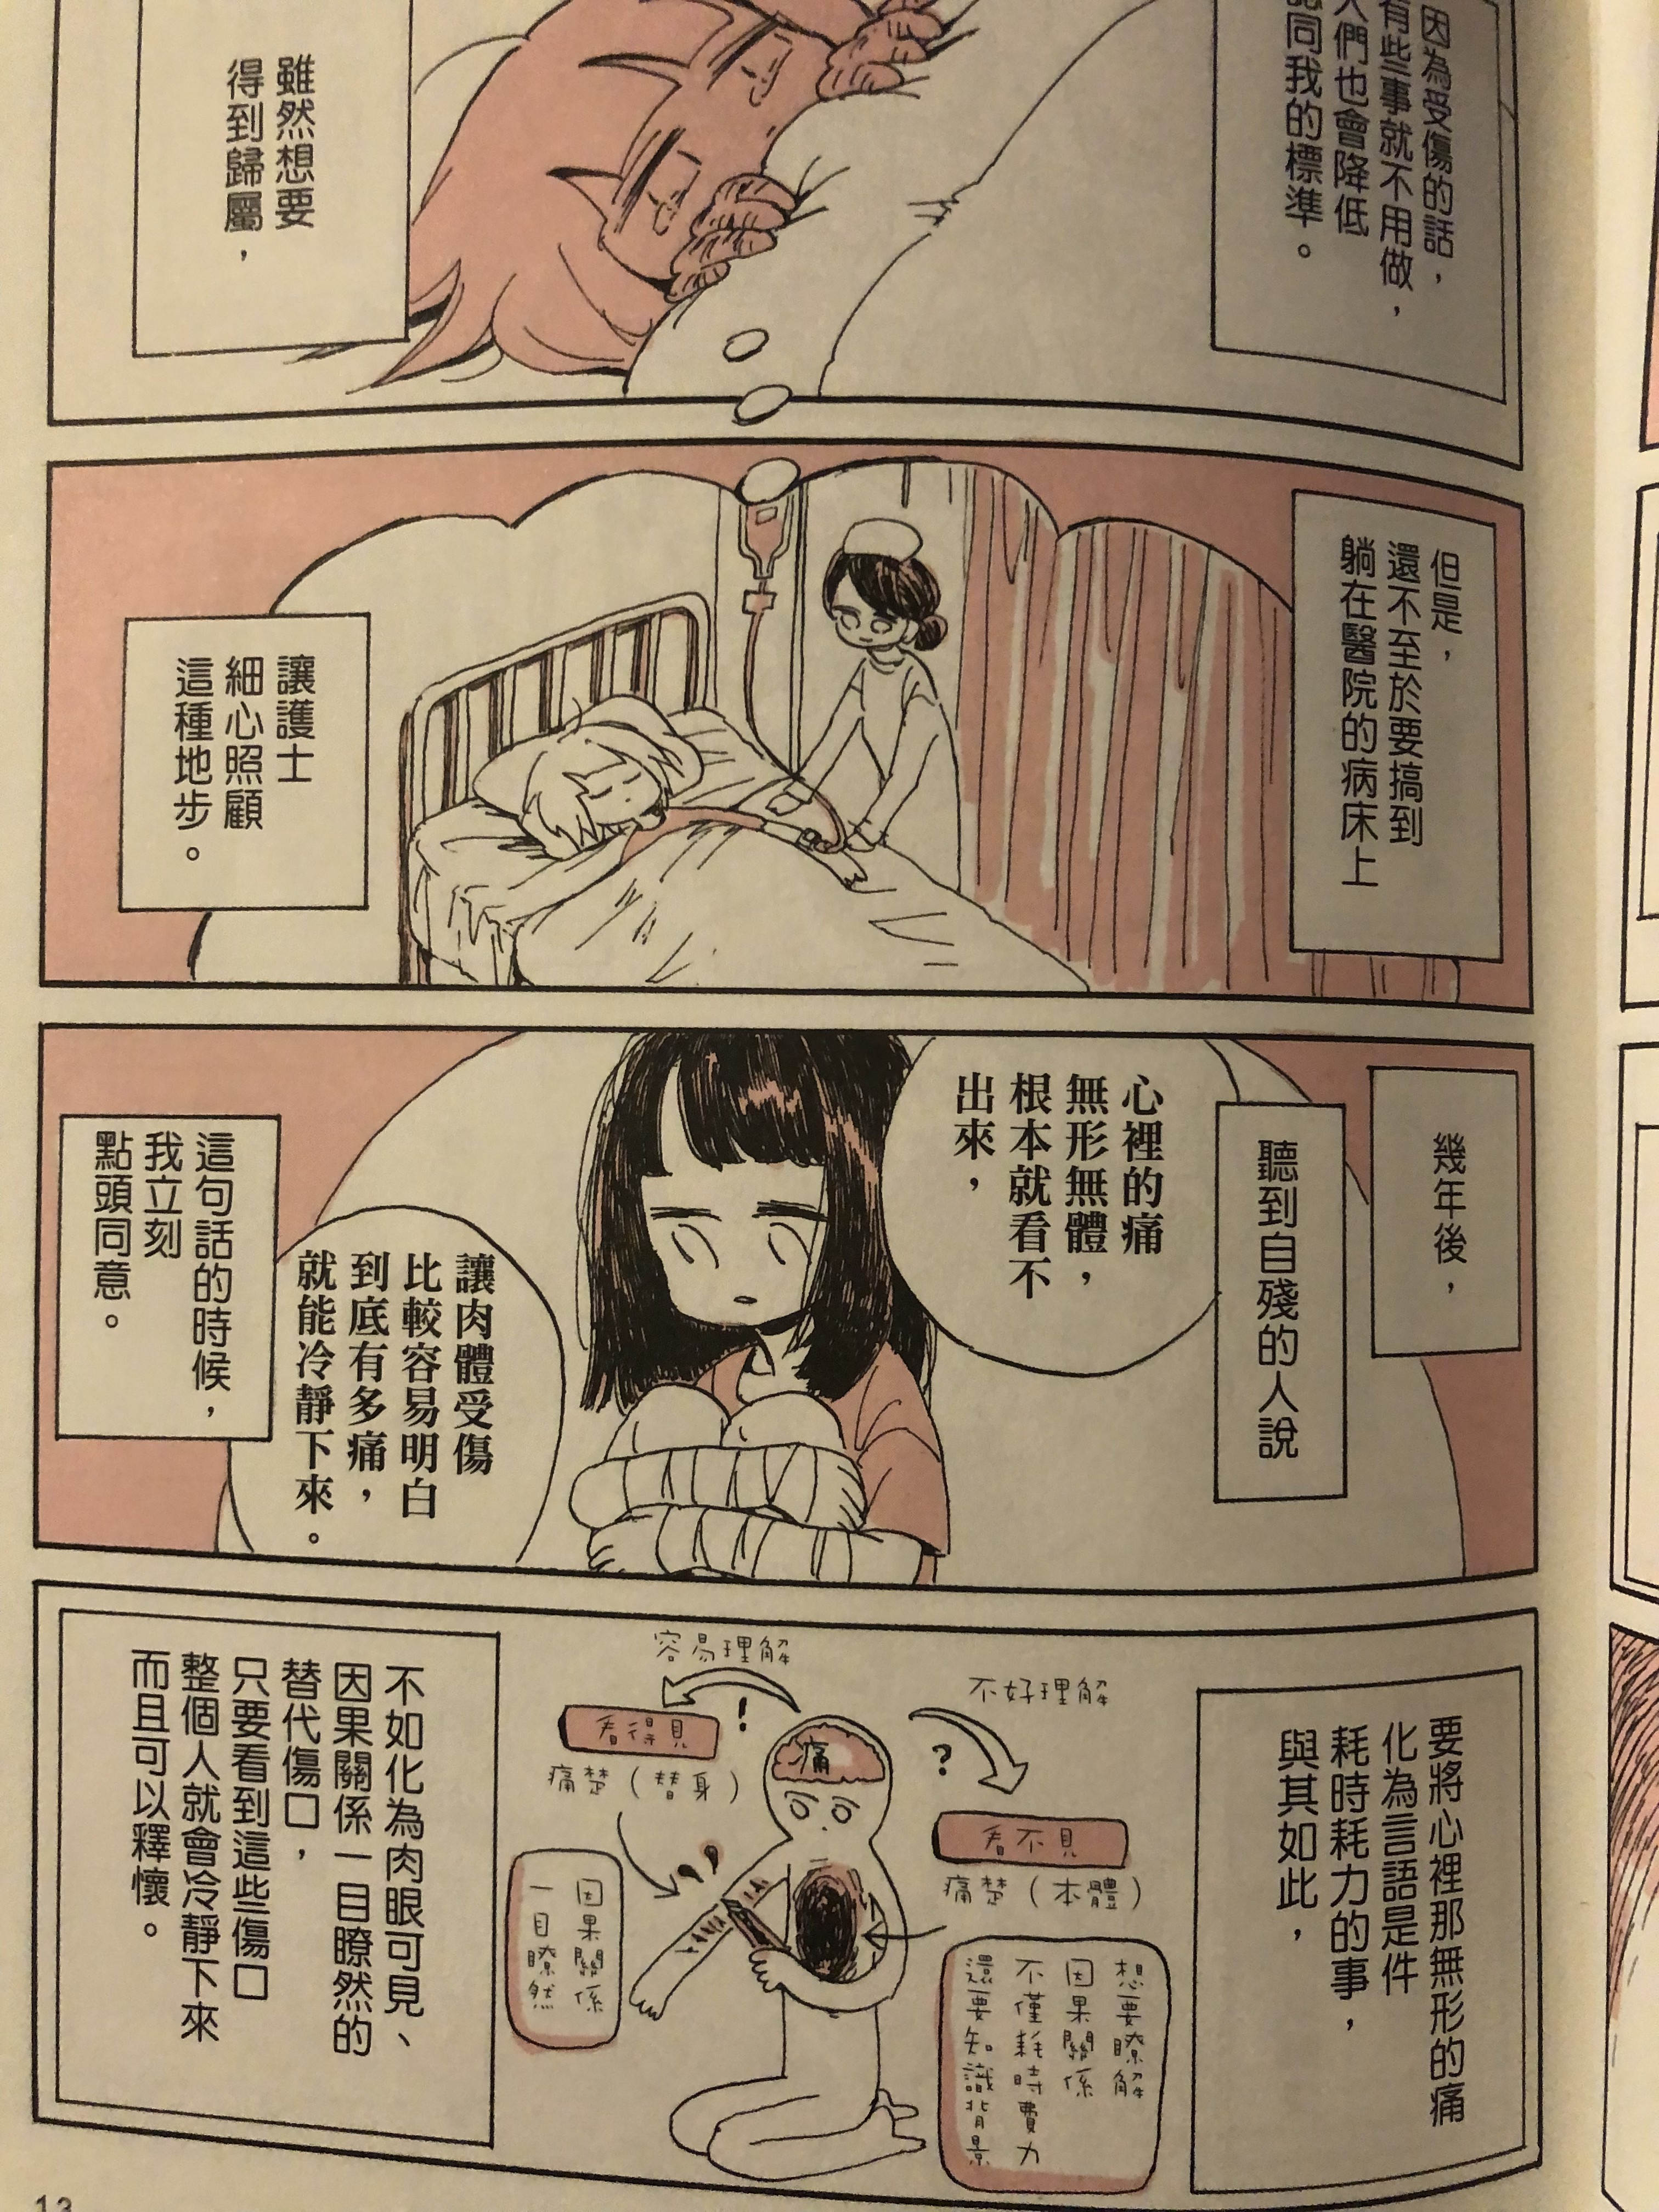 因為受傷的話，
有些事就不用做，
人們也會降低
認同我的標準。
雖然想要
得到歸屬，
但是，
還不至於要搞到
躺在醫院的病床上
讓護士
細心照顧
這種地步。
幾年後，
聽到自殘的人說
心裡的痛
無形無體，
根本就看不
出來，
讓肉體受傷
比較容易明白
到底有多痛，
就能冷靜下來。
這句話的時候，
我立刻
點頭同意。
要將心裡那無形的痛
化為言語是件
耗時耗力的事，
與其如此，
不好理解
?
看不見
痛楚（本體）
想要瞭解
因果關係
不僅耗時費力
還要知識背景
痛
容易理解
!
看得見
痛楚（替身）
因果關係
一目瞭然
不如化為肉眼可見、
因果關係一目瞭然的
替代傷口，
只要看到這些傷口
整個人就會冷靜下來
而且可以釋懷。
13